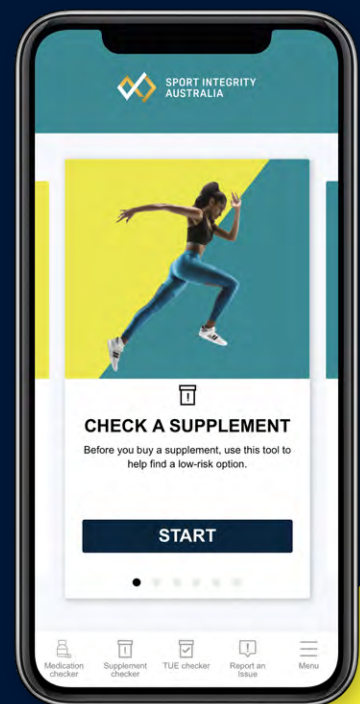 SPORT INTEGRITY
AUSTRALIA
CHECK A SUPPLEMENT
Before you buy a supplement, use this tool to
help find a low-risk option.
START
Medication
checker
Supplement
checker
TUE checker
Report an
Issue
Menu